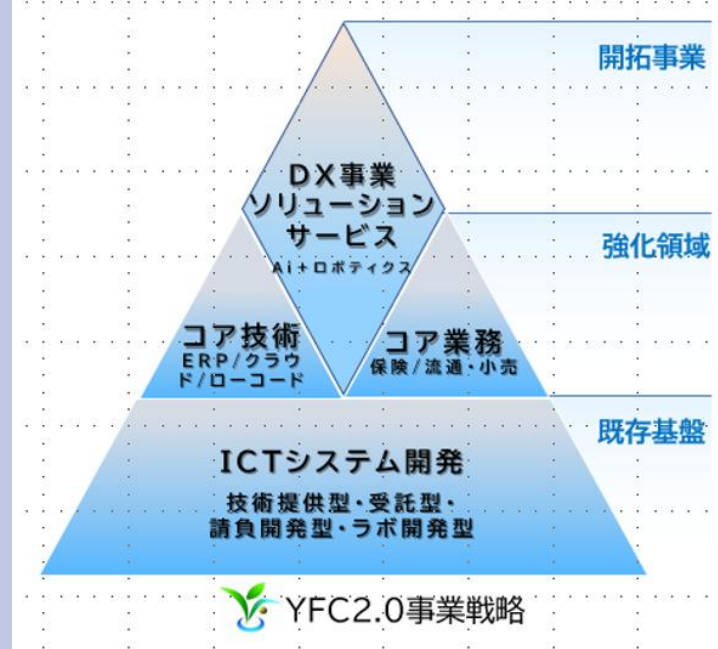 開拓事業
DX事業
ソリューション
サービス
Ai+ロボティクス
強化領域
コア技術
ERP/クラウ
ド/ローコード
コア業務
保険/流通・小売
既存基盤
ICTシステム開発
技術提供型・受託型・
請負開発型・ラボ開発型
YFC2.0事業戦略